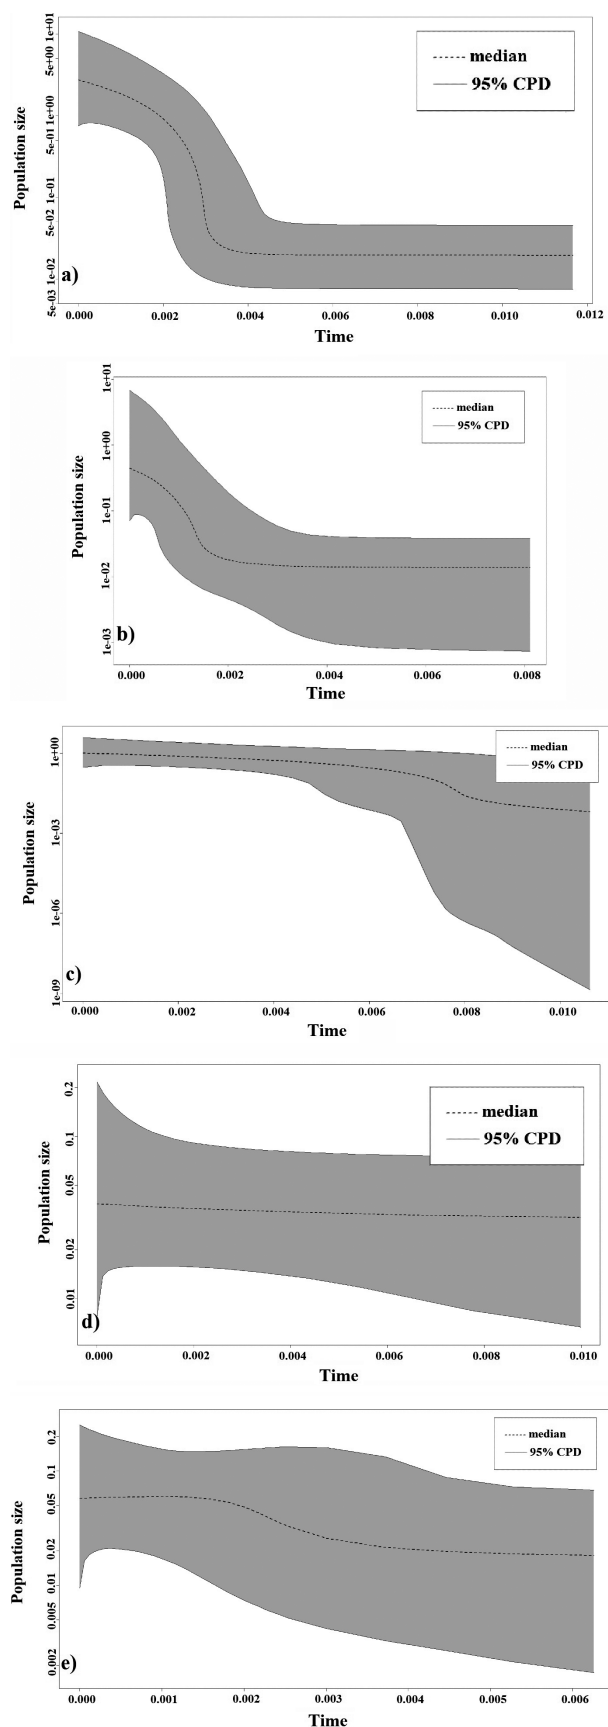 1e+01
5e+00
1e+00
5e-01
1e-01
5e-02
1e-02
5e-03
Population size
median
95% CPD
a)
0.000 0.002 0.004 0.006 0.008 0.010 0.012
Time
1e+01
1e+00
1e-01
1e-02
1e-03
Population size
median
95% CPD
b)
0.000 0.002 0.004 0.006 0.008
Time
1e+00
1e-03
1e-06
1e-09
Population size
median
95% CPD
c)
0.000 0.002 0.004 0.006 0.008 0.010
Time
0.2
0.1
0.05
0.02
0.01
Population size
median
95% CPD
d)
0.000 0.002 0.004 0.006 0.008 0.010
Time
0.2
0.1
0.05
0.02
0.01
0.005
0.002
Population size
median
95% CPD
e)
0.000 0.001 0.002 0.003 0.004 0.005 0.006
Time